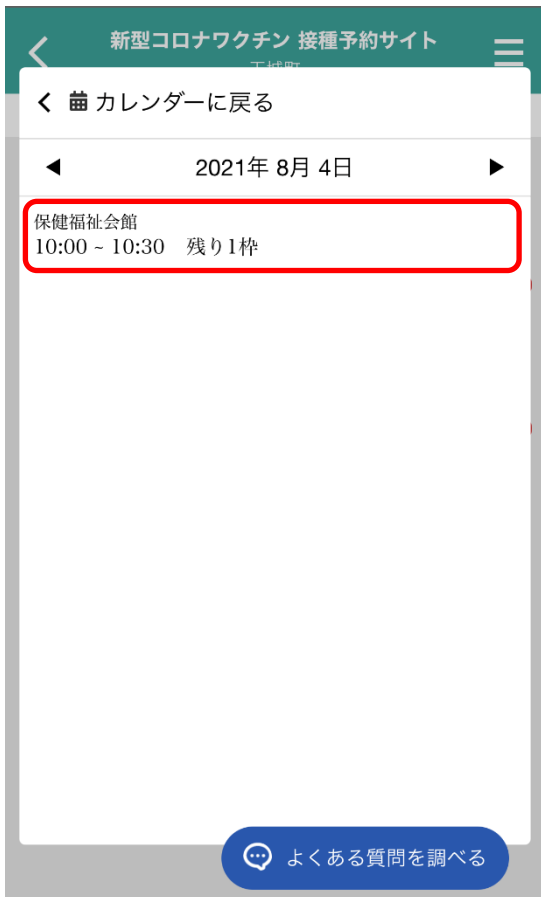 新型コロナワクチン 接種予約サイト
カレンダーに戻る
2021年 8月 4日
保健福祉会館
10:00 ~ 10:30 残り1枠
よくある質問を調べる